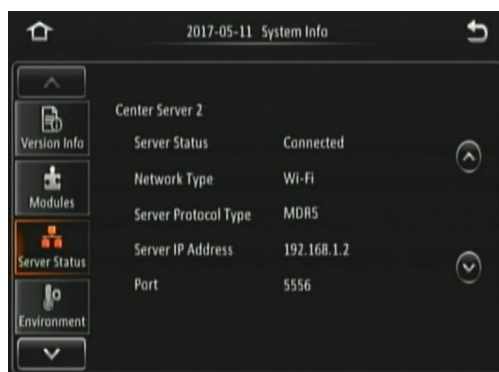 2017-05-11 System Info
Version Info
Modules
Server Status
Environment
Center Server 2
Server Status Connected
Network Type Wi-Fi
Server Protocol Type MDR5
Server IP Address 192.168.1.2
Port 5556